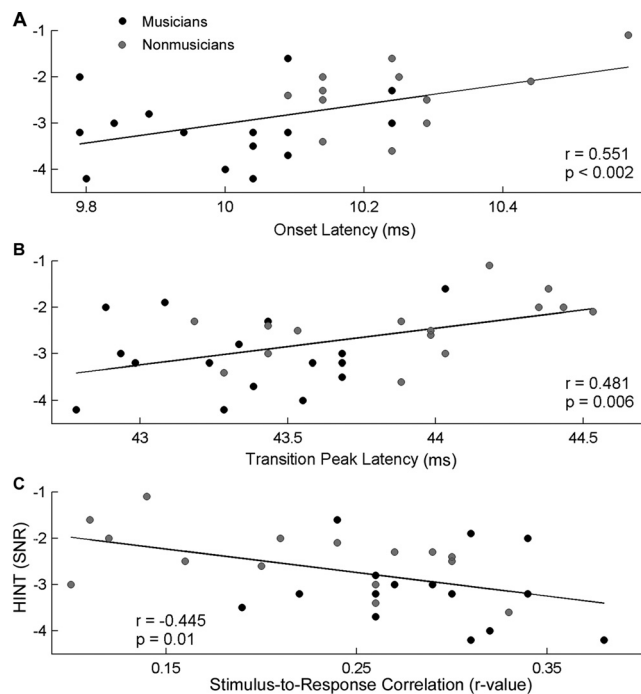 A
Musicians
Nonmusicians
-1
-2
-3
-4
r = 0.551
p < 0.002
9.8 10 10.2 10.4
Onset Latency (ms)
B
-1
-2
-3
-4
r = 0.481
p = 0.006
43 43.5 44 44.5
Transition Peak Latency (ms)
C
-1
-2
-3
-4
HINT (SNR)
r = -0.445
p = 0.01
0.15 0.25 0.35
Stimulus-to-Response Correlation (r-value)